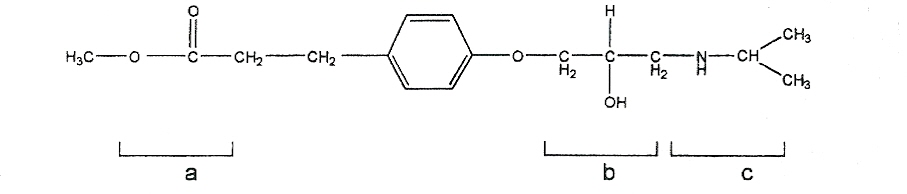 O H
H₃C O C CH₂ CH₂ O C H₂ C C H₂ N H CH CH₃
OH CH₃
a b c